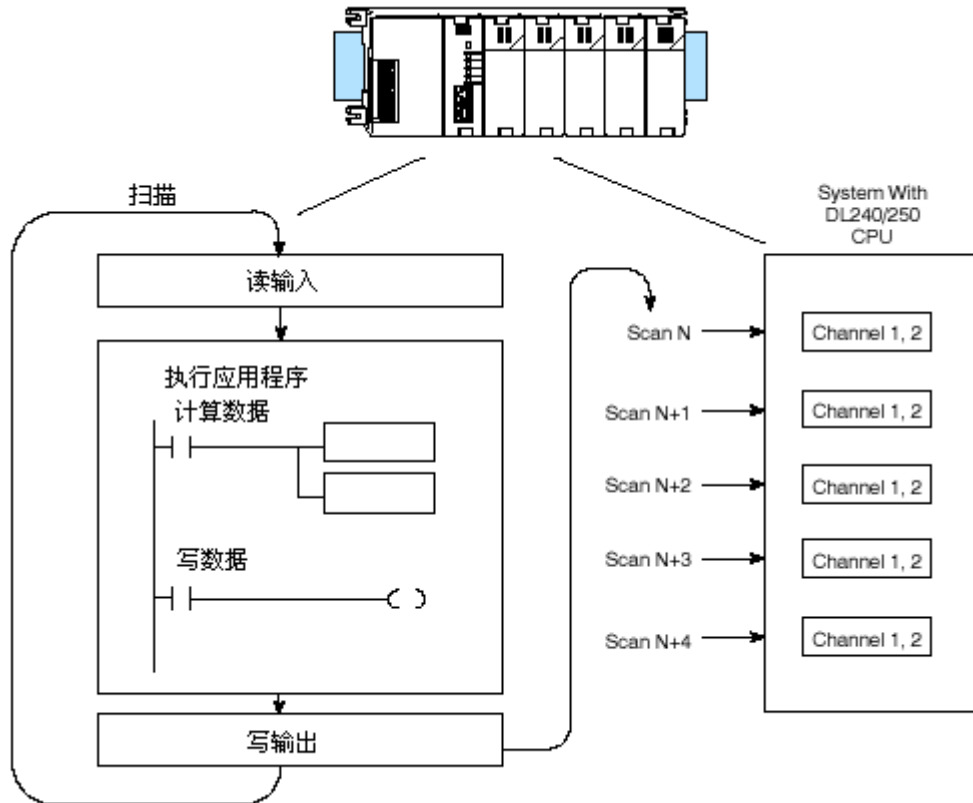 扫描
读输入
执行应用程序
计算数据
写数据
写输出
System With
DL240/250
CPU
Scan N
Channel 1, 2
Scan N+1
Channel 1, 2
Scan N+2
Channel 1, 2
Scan N+3
Channel 1, 2
Scan N+4
Channel 1, 2